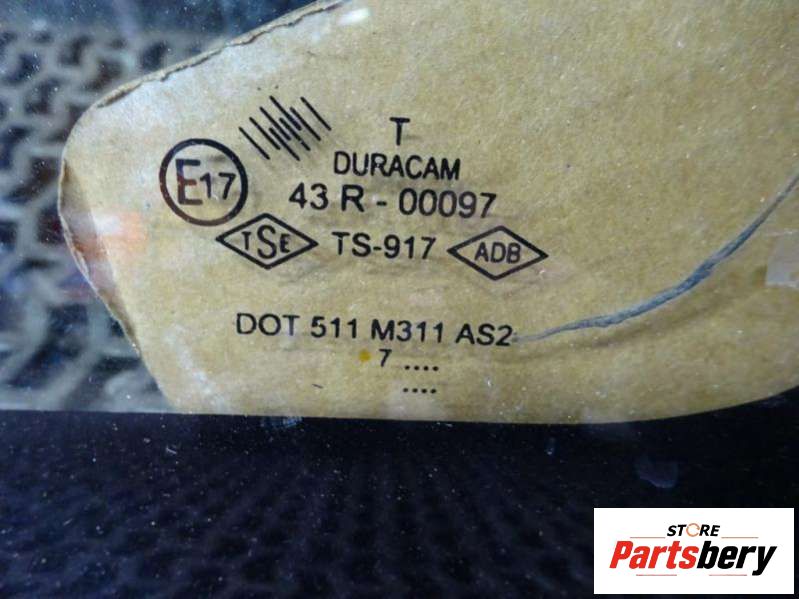 T
DURACAM
E17
43 R - 00097
TSE TS-917 ADB
DOT 511 M311 AS2
7 ....
....
STORE
Partsbery